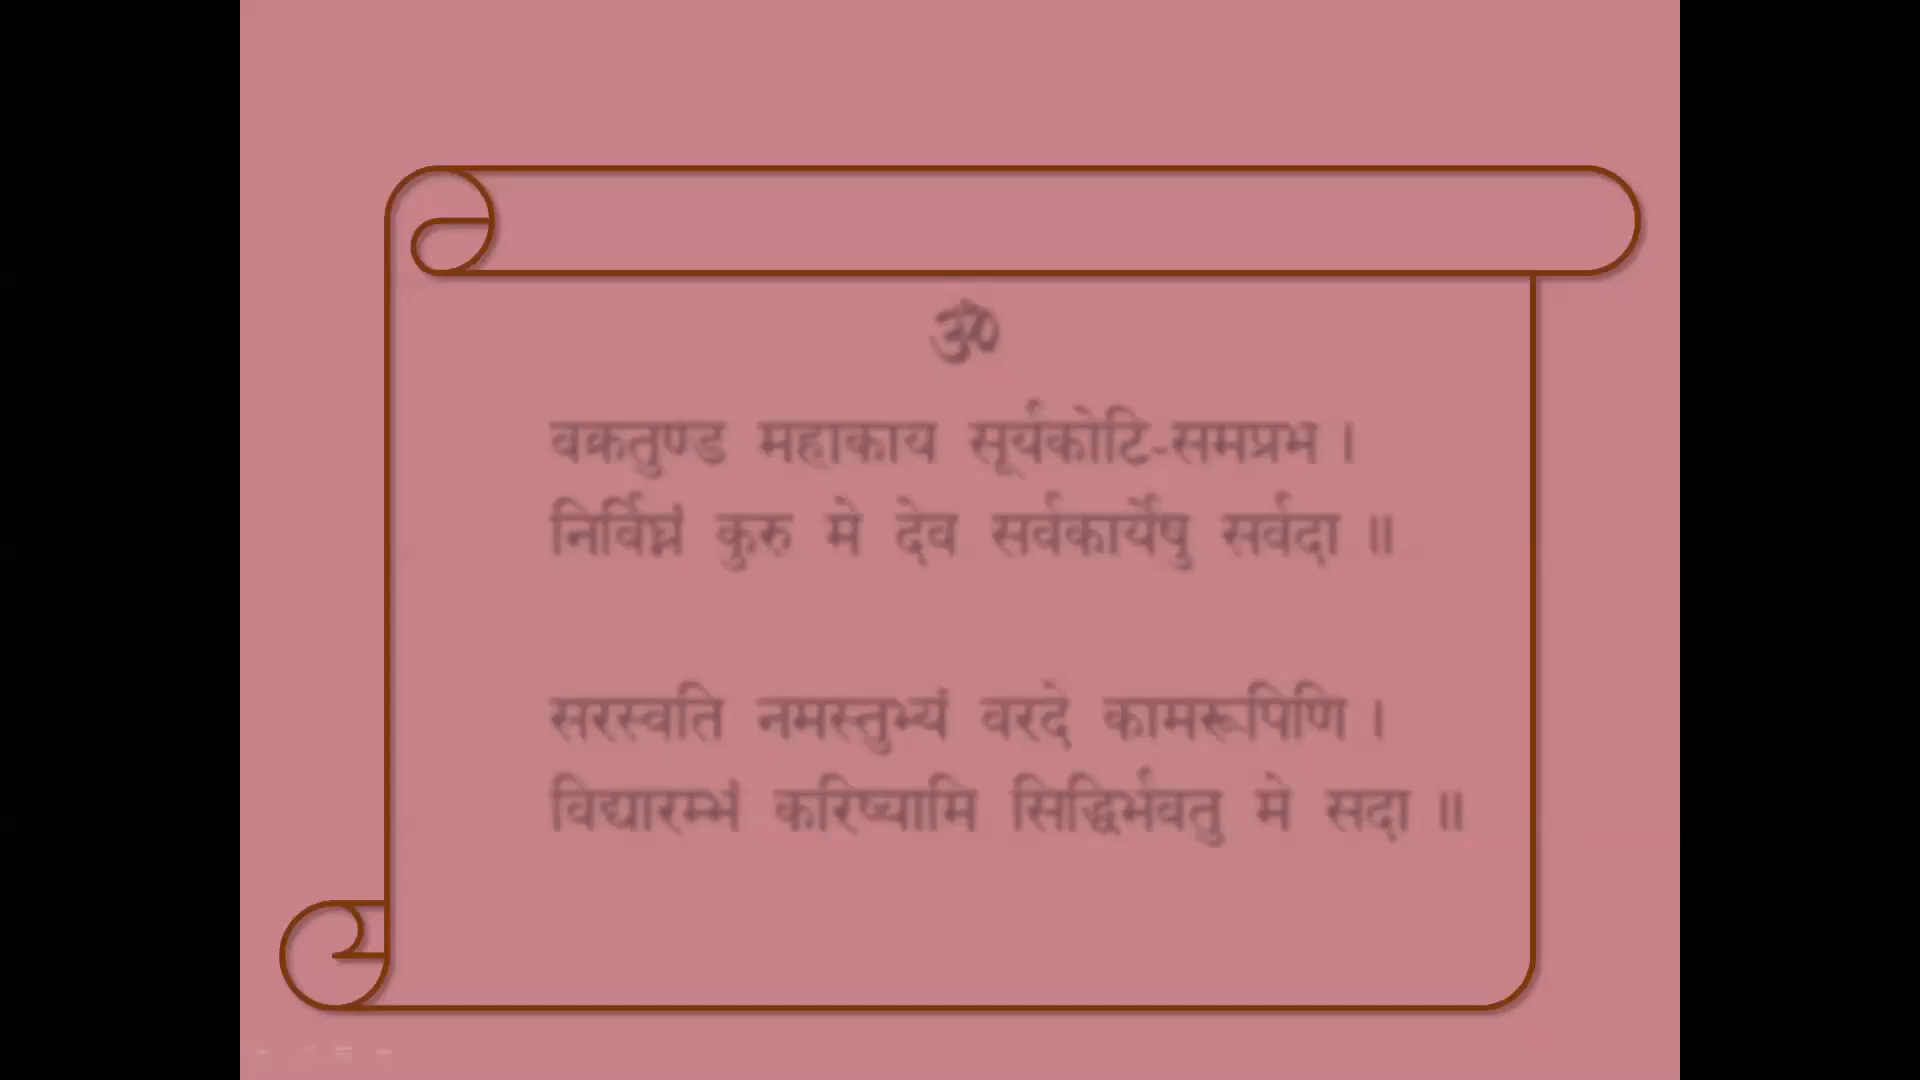 ॐ
वक्रतुण्ड महाकाय सूर्यकोटि-समप्रभ ।
निर्विघ्नं कुरु मे देव सर्वकार्येषु सर्वदा ॥
सरस्वति नमस्तुभ्यं वरदे कामरूपिणि ।
विद्यारम्भं करिष्यामि सिद्धिर्भवतु मे सदा ॥